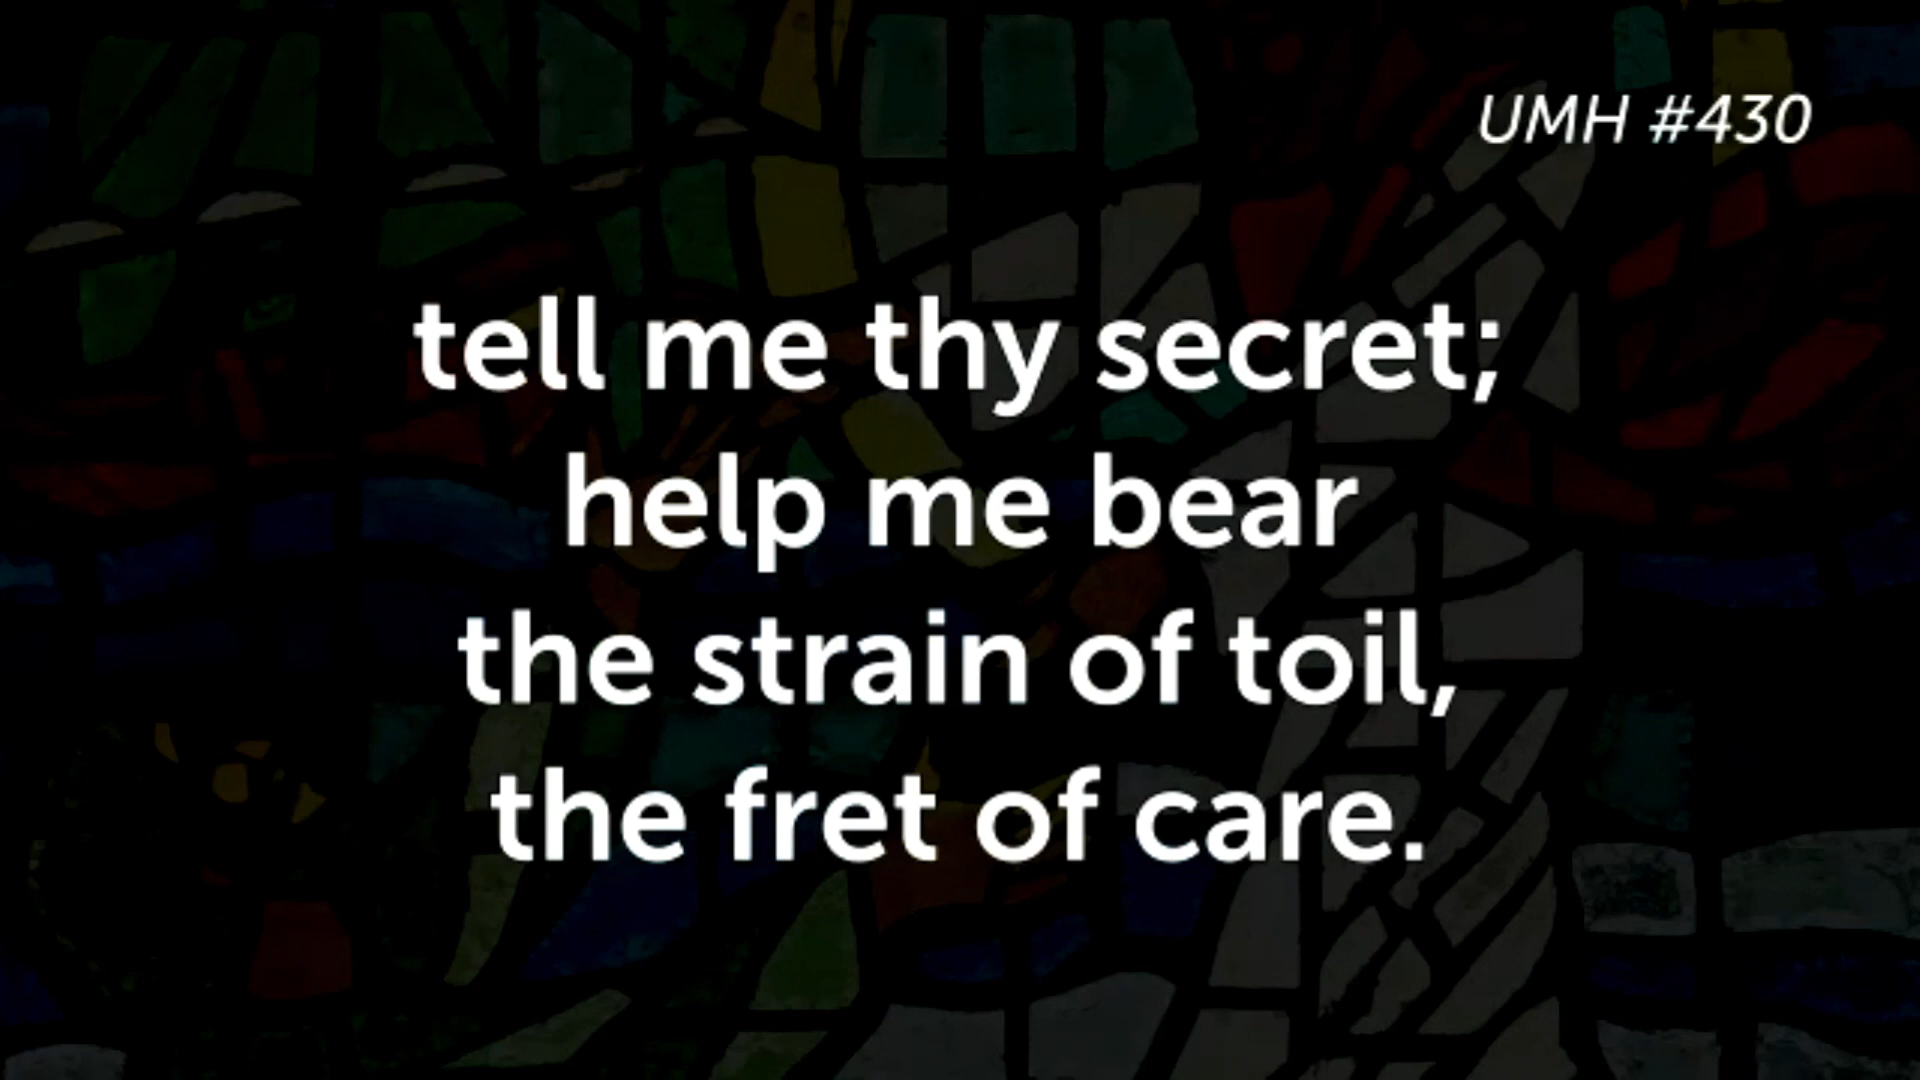 UMH #430
tell me thy secret;
help me bear
the strain of toil,
the fret of care.